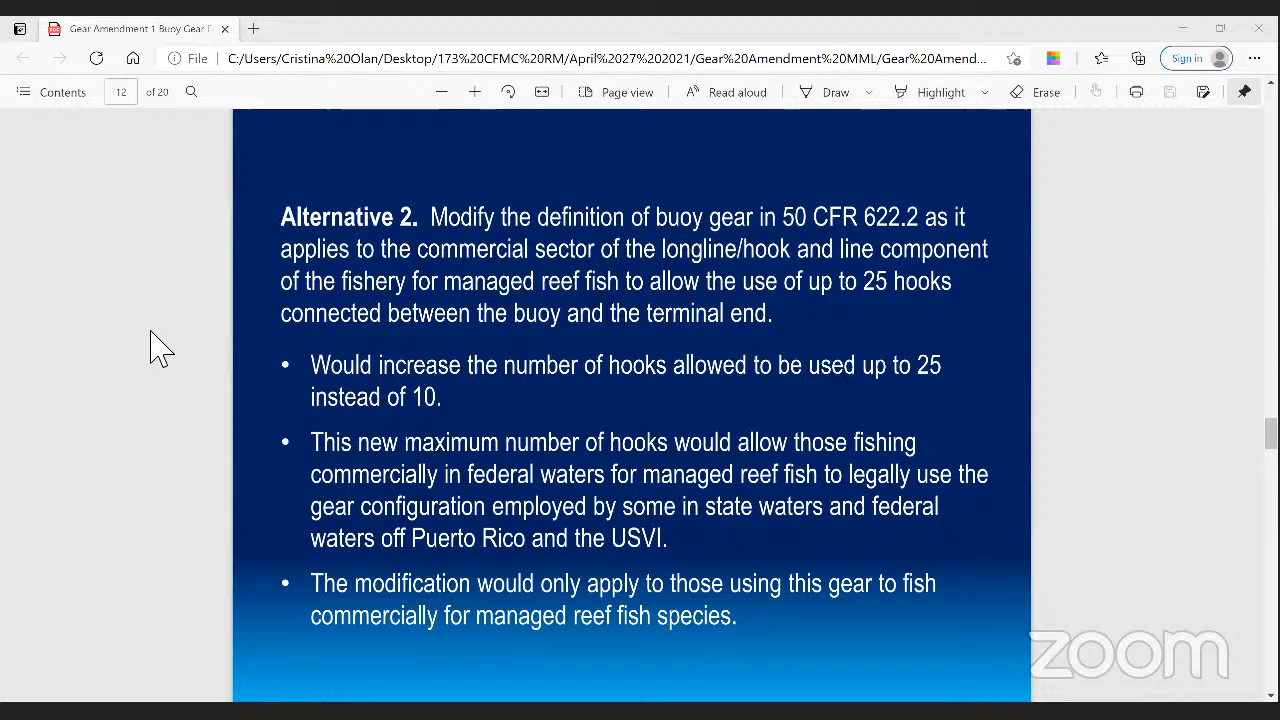 Gear Amendment 1 Buoy Gear D
File
C:/Users/Cristina%20Olan/Desktop/173%20CFMC%20RM/April%207%202021/Gear%20Amendment%20MML/Gear%20Amend...
Sign in
Contents
12
of 20
Page view
Read aloud
Draw
Highlight
Erase
Alternative 2. Modify the definition of buoy gear in 50 CFR 622.2 as it
applies to the commercial sector of the longline/hook and line component
of the fishery for managed reef fish to allow the use of up to 25 hooks
connected between the buoy and the terminal end.
• Would increase the number of hooks allowed to be used up to 25
instead of 10.
• This new maximum number of hooks would allow those fishing
commercially in federal waters for managed reef fish to legally use the
gear configuration employed by some in state waters and federal
waters off Puerto Rico and the USVI.
• The modification would only apply to those using this gear to fish
commercially for managed reef fish species.
zoom